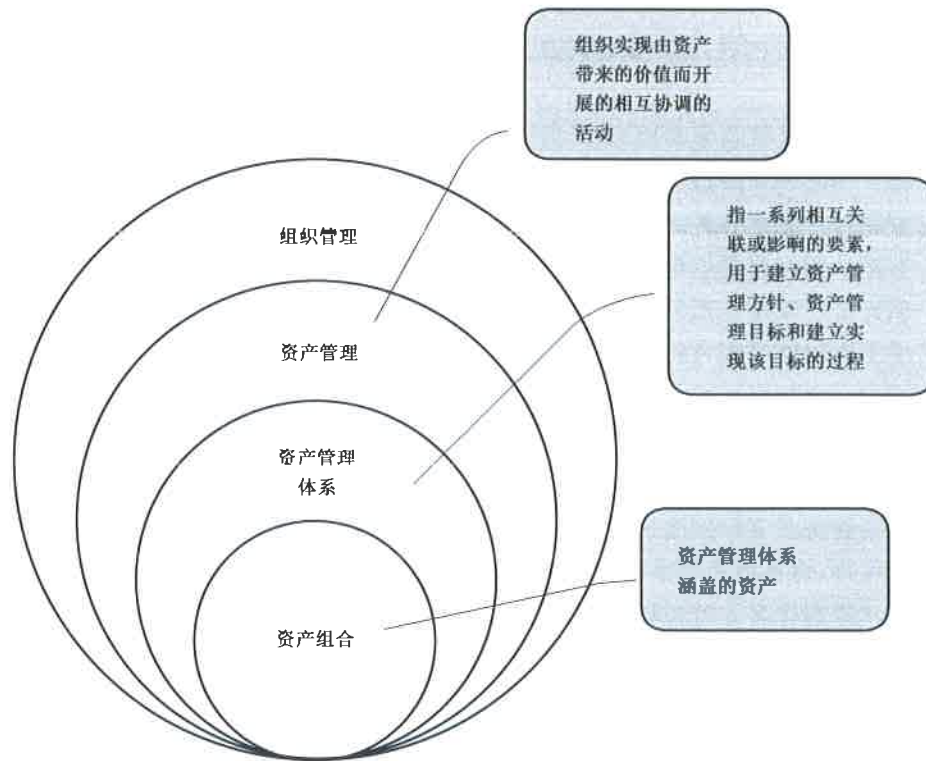 组织实现由资产
带来的价值而开
展的相互协调的
活动
组织管理
指一系列相互关
联或影响的要素，
用于建立资产管
理方针、资产管
理目标和建立实
现该目标的过程
资产管理
资产管理
体系
资产管理体系
涵盖的资产
资产组合